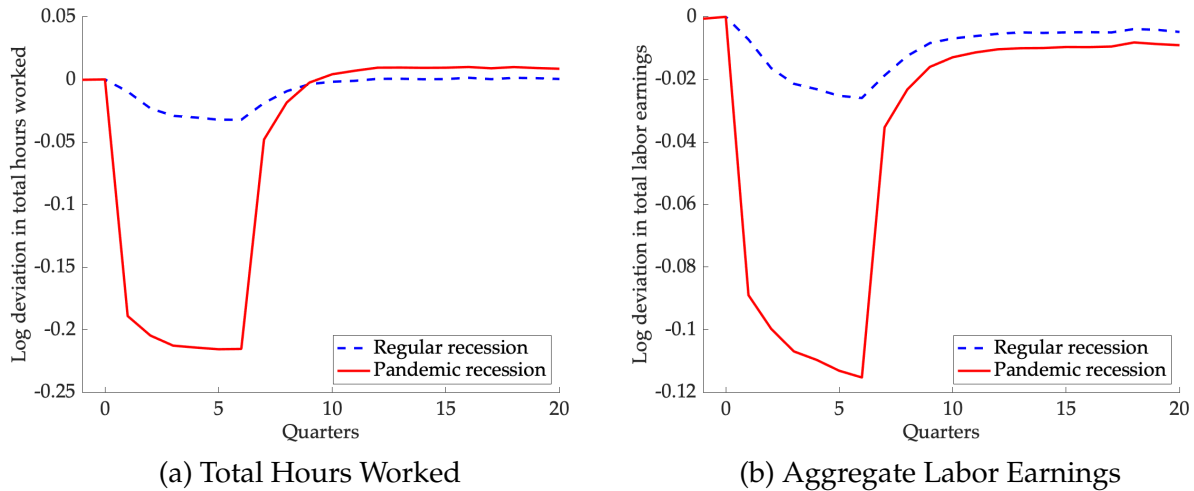 Log deviation in total hours worked
0.05
0
-0.05
-0.1
-0.15
-0.2
-0.25
0
5
10
15
20
Quarters
Regular recession
Pandemic recession
(a) Total Hours Worked
Log deviation in total labor earnings
0
-0.02
-0.04
-0.06
-0.08
-0.1
-0.12
0
5
10
15
20
Quarters
Regular recession
Pandemic recession
(b) Aggregate Labor Earnings